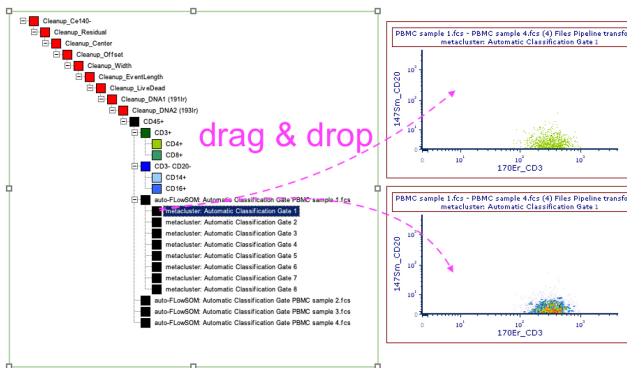 Cleanup_Ce140-
Cleanup_Residual
Cleanup_Center
Cleanup_Offset
Cleanup_Width
Cleanup_EventLength
Cleanup_LiveDead
Cleanup_DNA1 (191Ir)
Cleanup_DNA2 (193Ir)
CD45+
CD3+
CD4+
CD8+
CD3- CD20-
CD14+
CD16+
auto-FLowSOM: Automatic Classification Gate PBMC sample 1.fcs
metacluster: Automatic Classification Gate 1
metacluster: Automatic Classification Gate 2
metacluster: Automatic Classification Gate 3
metacluster: Automatic Classification Gate 4
metacluster: Automatic Classification Gate 5
metacluster: Automatic Classification Gate 6
metacluster: Automatic Classification Gate 7
metacluster: Automatic Classification Gate 8
auto-FLowSOM: Automatic Classification Gate PBMC sample 2.fcs
auto-FLowSOM: Automatic Classification Gate PBMC sample 3.fcs
auto-FLowSOM: Automatic Classification Gate PBMC sample 4.fcs
drag & drop
PBMC sample 1.fcs - PBMC sample 4.fcs (4) Files Pipeline transfo
metacluster: Automatic Classification Gate 1
147Sm_CD20
170Er_CD3
PBMC sample 1.fcs - PBMC sample 4.fcs (4) Files Pipeline transfo
metacluster: Automatic Classification Gate 1
147Sm_CD20
170Er_CD3